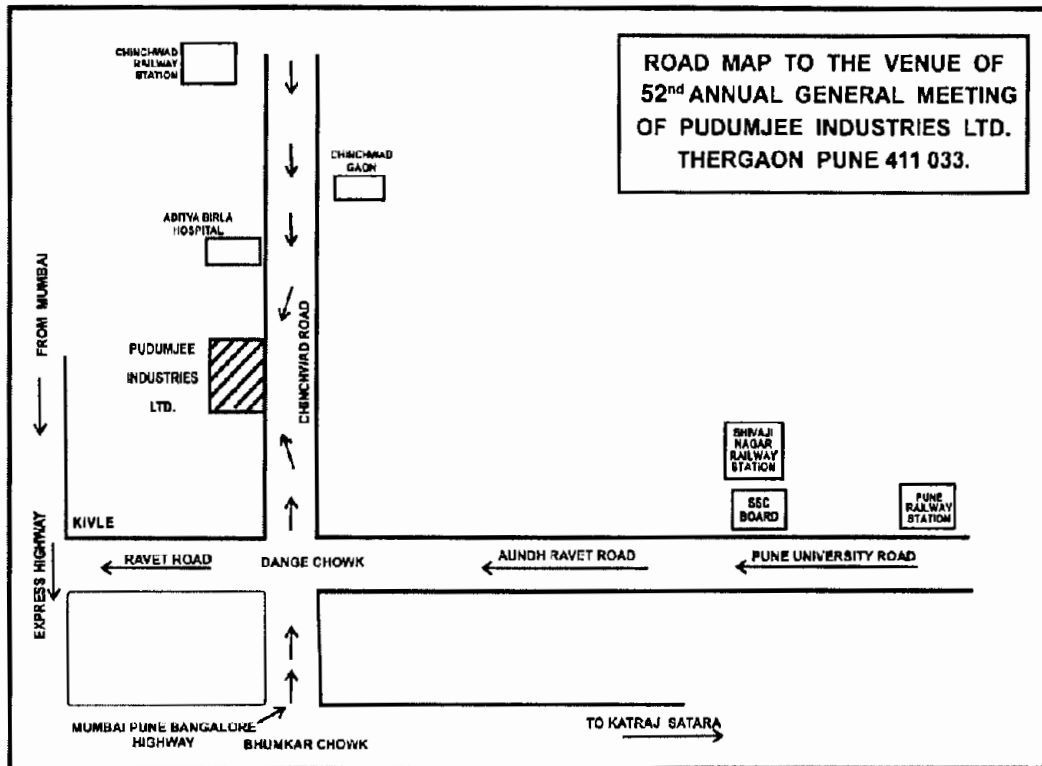 CHINCHWAD
RAILWAY
STATION
ROAD MAP TO THE VENUE OF
52nd ANNUAL GENERAL MEETING
OF PUDUMJEE INDUSTRIES LTD.
THERGAON PUNE 411 033.
CHINCHWAD
GAON
ADITYA BIRLA
HOSPITAL
FROM MUMBAI
PUDUMJEE
INDUSTRIES
LTD.
CHINCHWAD ROAD
SHIVAJI
NAGAR
RAILWAY
STATION
SSC
BOARD
PUNE
RAILWAY
STATION
KIVLE
EXPRESS HIGHWAY
RAVET ROAD
DANGE CHOWK
AUNDH RAVET ROAD
PUNE UNIVERSITY ROAD
MUMBAI PUNE BANGALORE
HIGHWAY
BHUMKAR CHOWK
TO KATRAJ SATARA